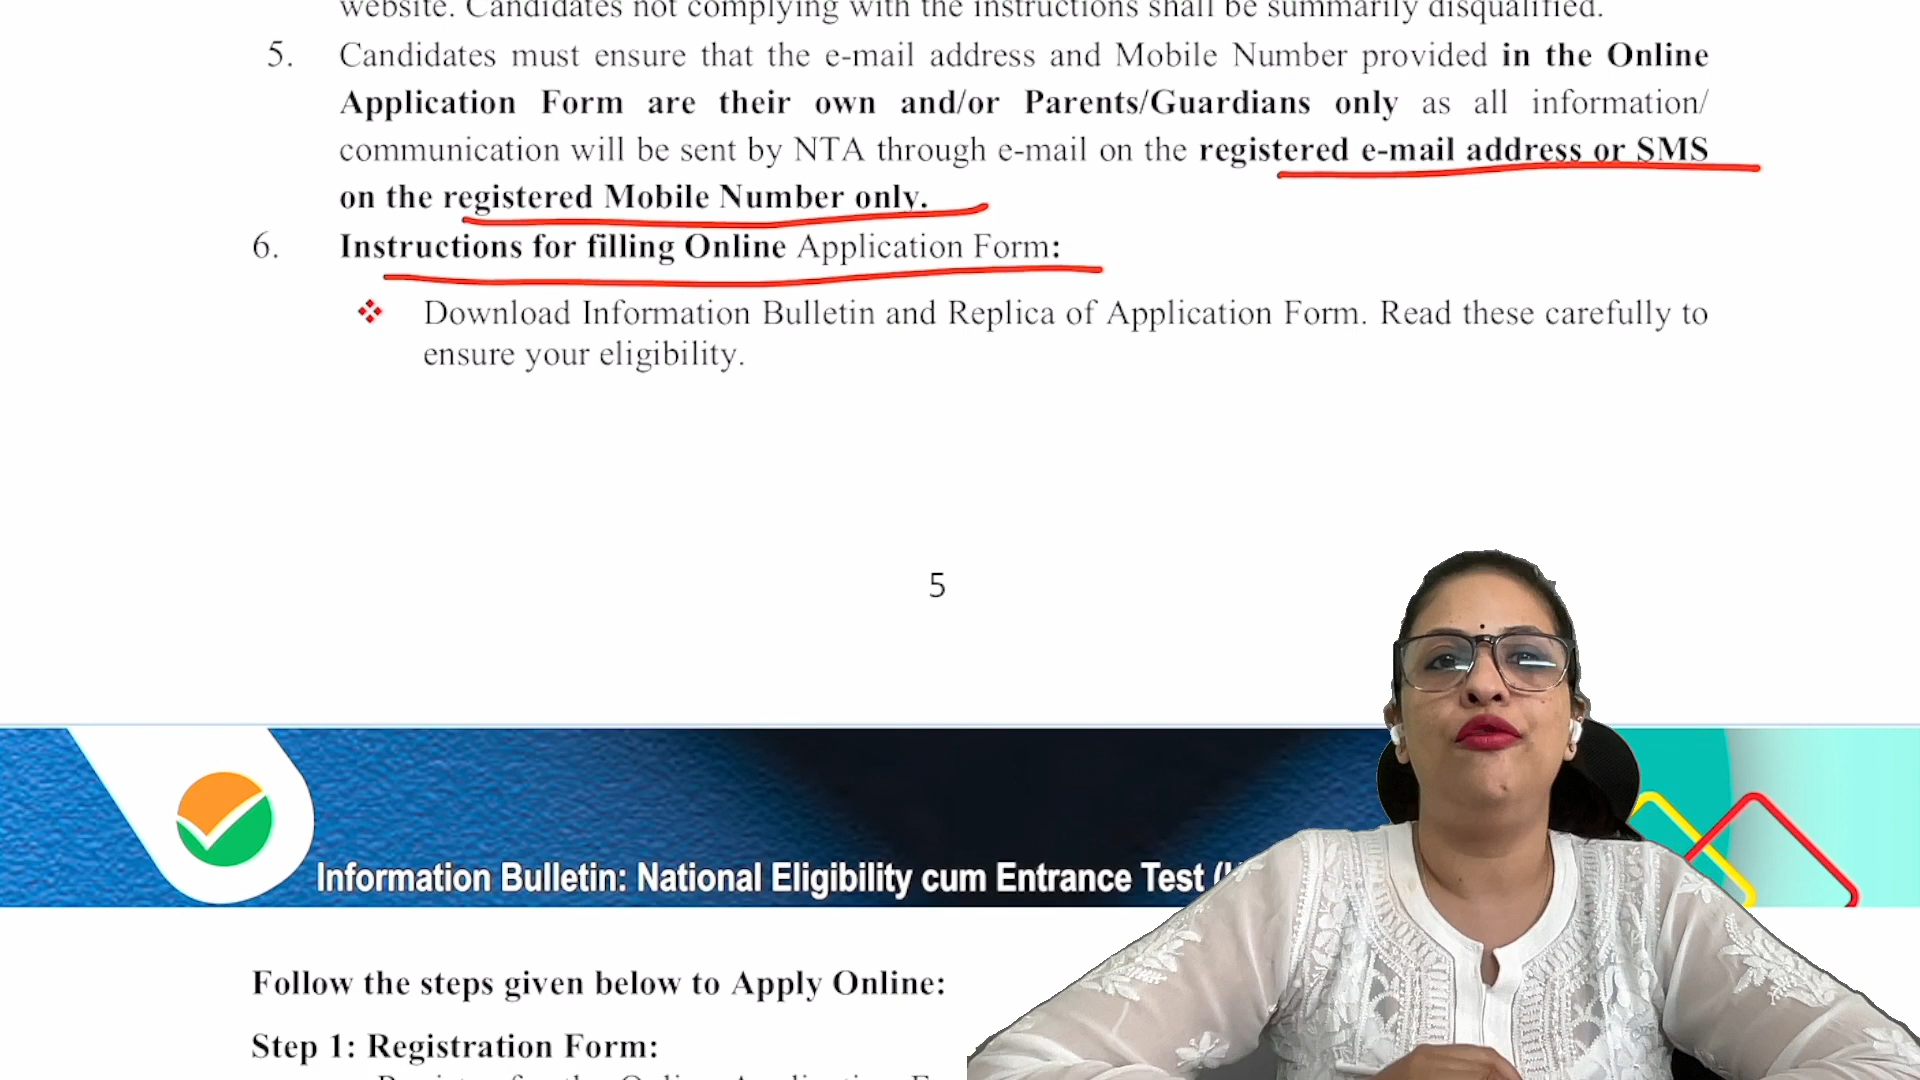 website. Candidates not complying with the instructions shall be summarily disqualified.
5. Candidates must ensure that the e-mail address and Mobile Number provided in the Online
Application Form are their own and/or Parents/Guardians only as all information/
communication will be sent by NTA through e-mail on the registered e-mail address or SMS
on the registered Mobile Number only.
6. Instructions for filling Online Application Form:
Download Information Bulletin and Replica of Application Form. Read these carefully to
ensure your eligibility.
5
Information Bulletin: National Eligibility cum Entrance Test (
Follow the steps given below to Apply Online:
Step 1: Registration Form: